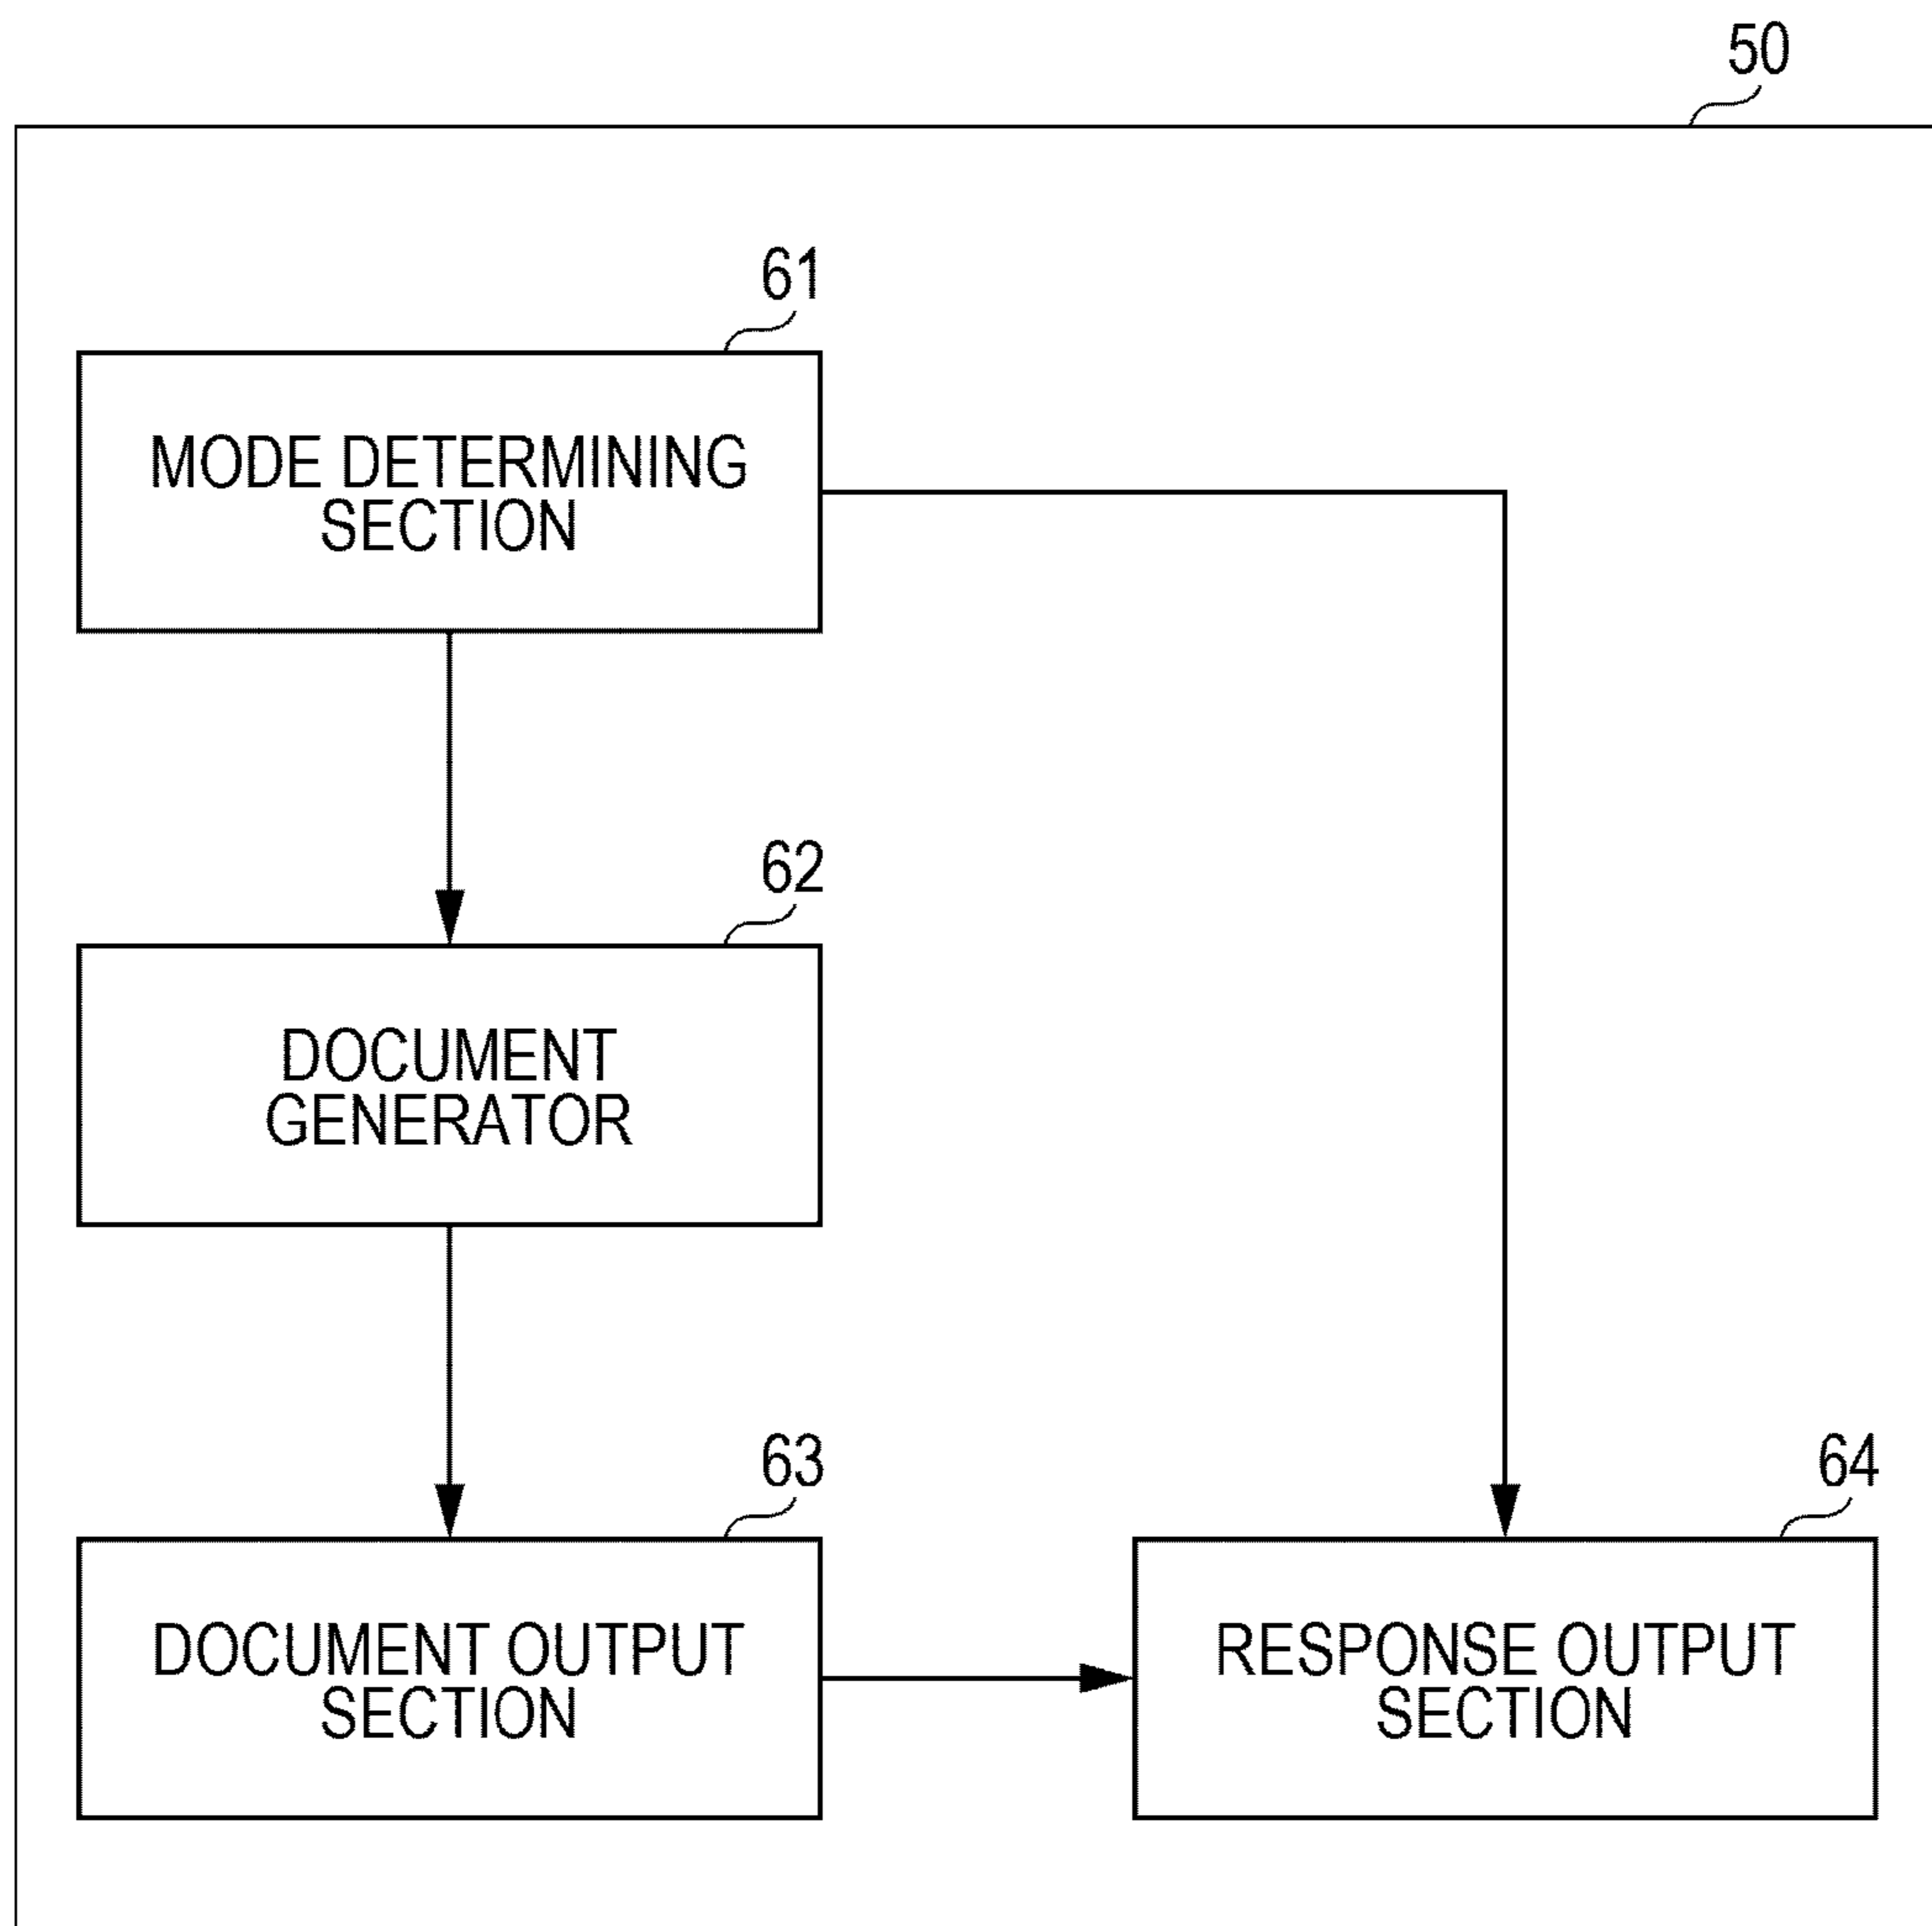 50
61
MODE DETERMINING
SECTION
62
DOCUMENT
GENERATOR
63
DOCUMENT OUTPUT
SECTION
64
RESPONSE OUTPUT
SECTION